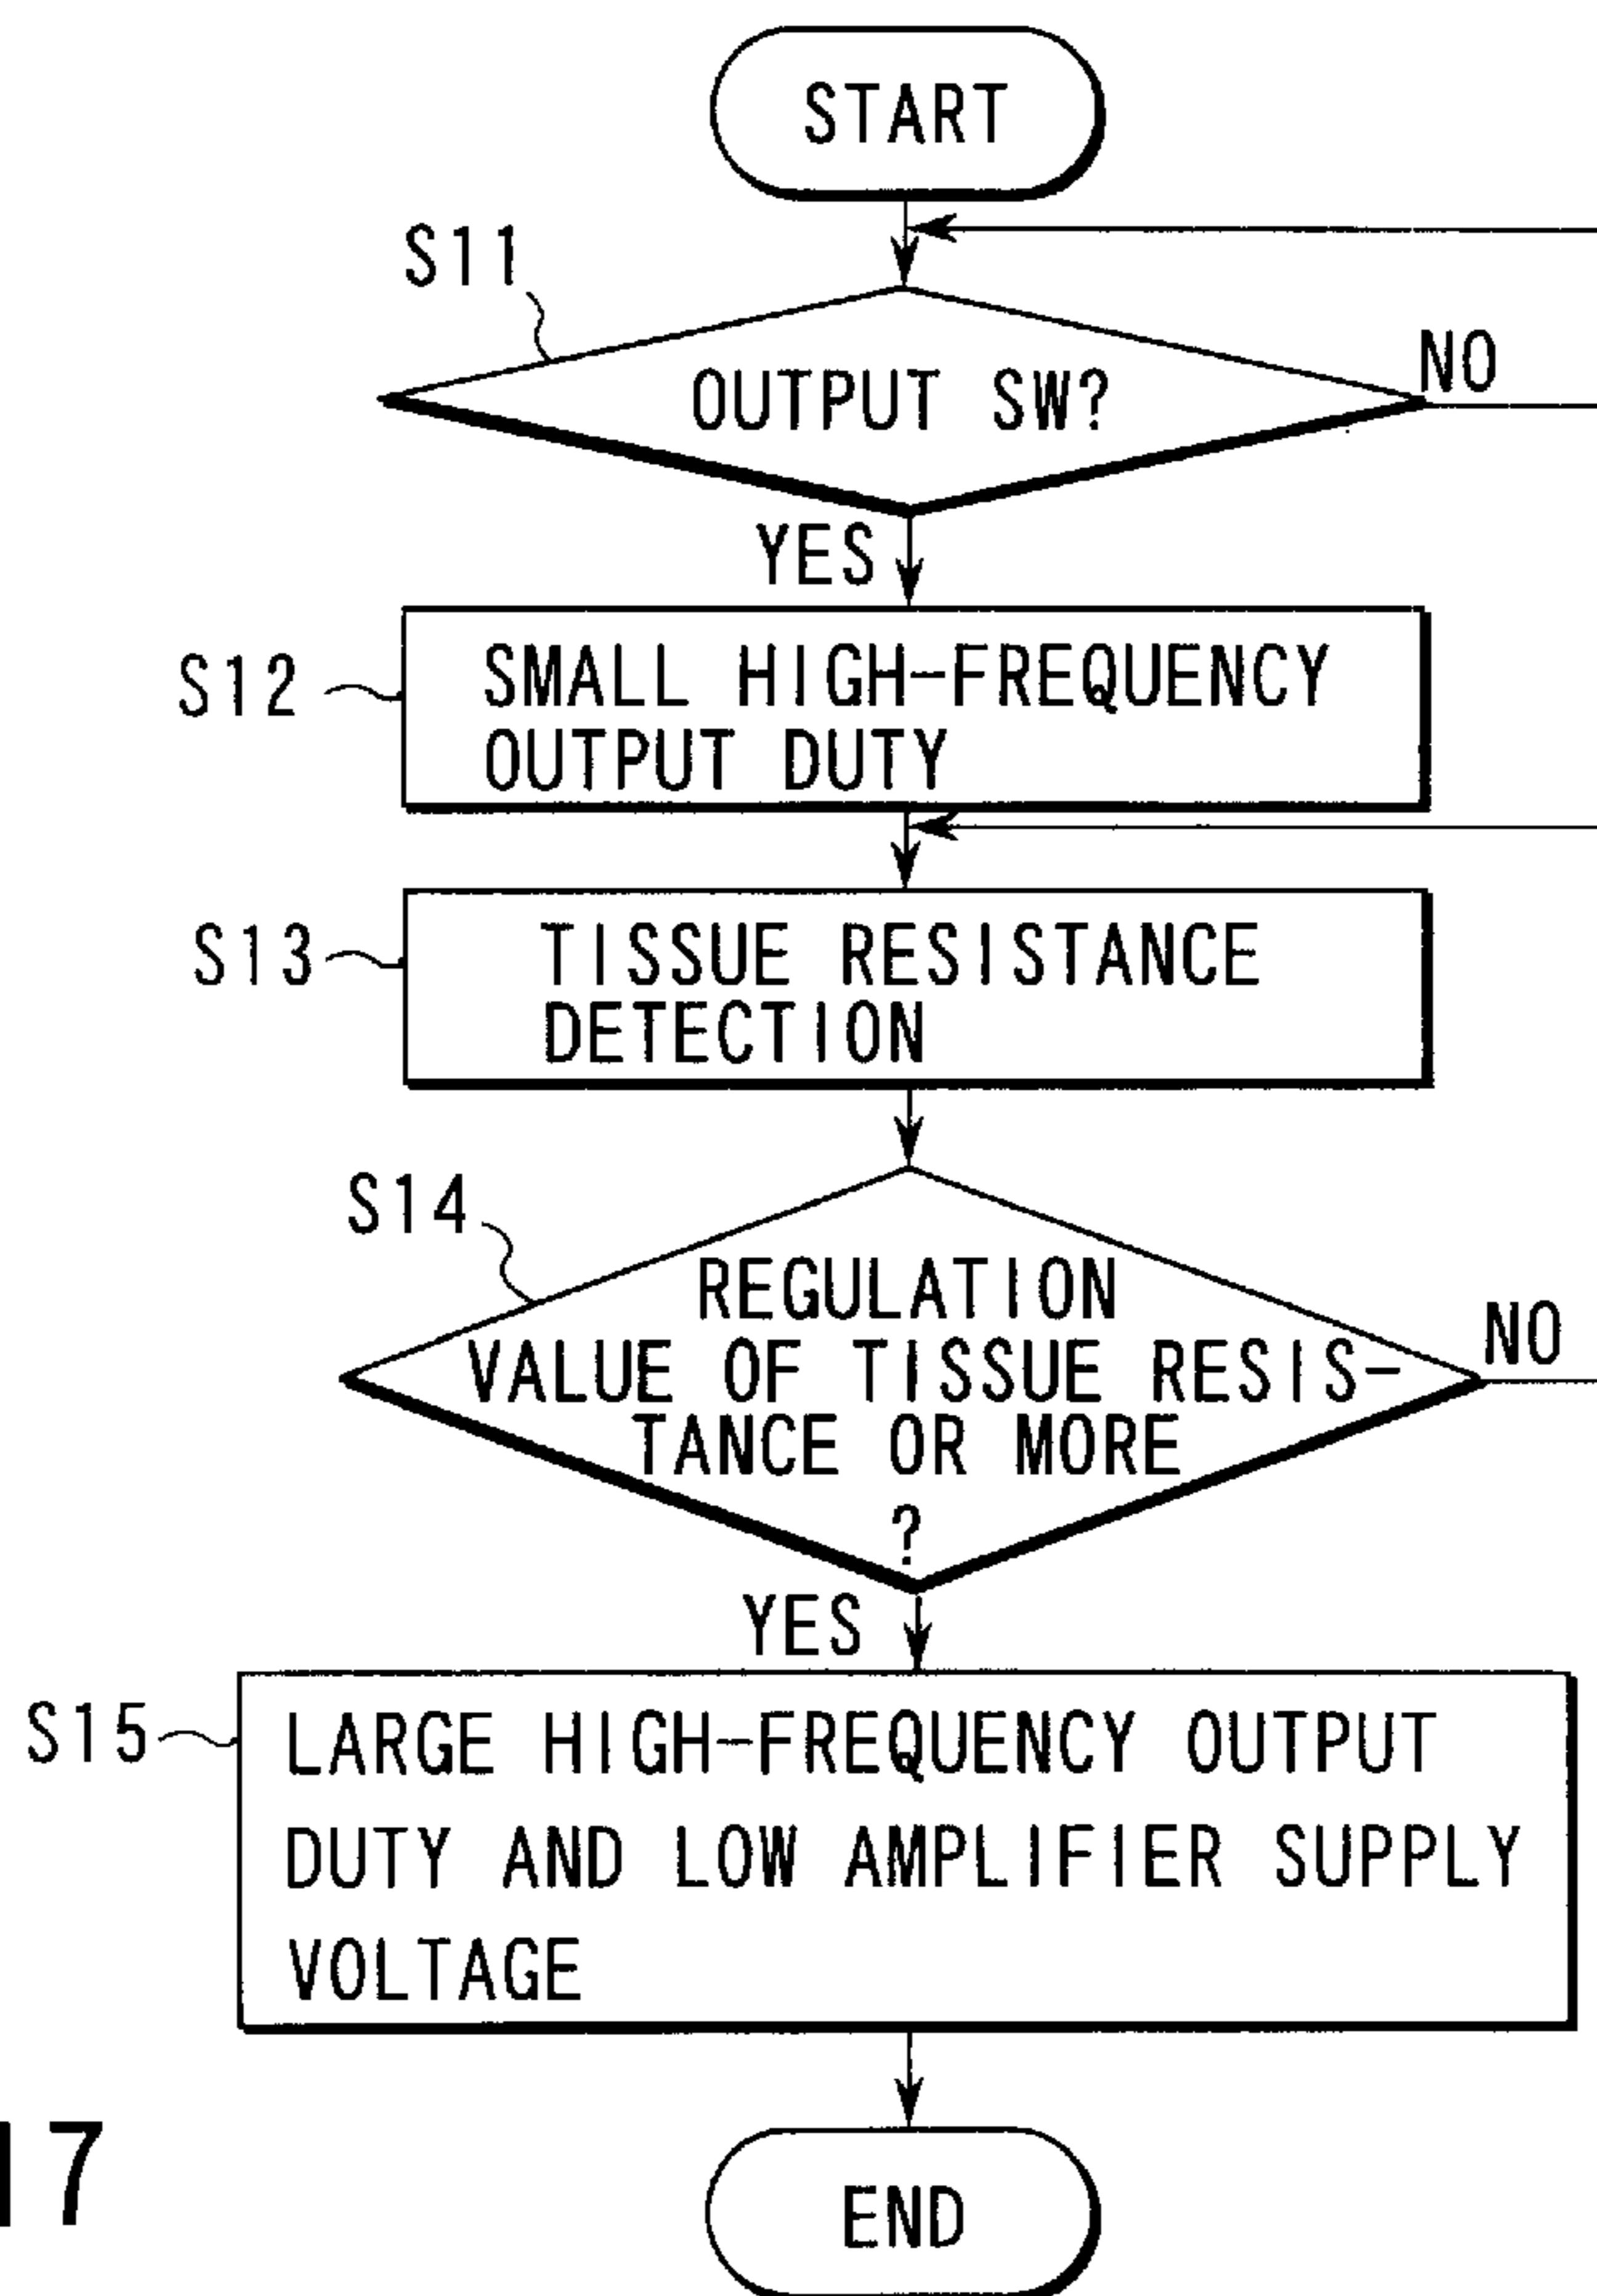 START
S11
OUTPUT SW?
NO
YES
S12
SMALL HIGH-FREQUENCY
OUTPUT DUTY
S13
TISSUE RESISTANCE
DETECTION
S14
REGULATION
VALUE OF TISSUE RESIS-
TANCE OR MORE
?
NO
YES
S15
LARGE HIGH-FREQUENCY OUTPUT
DUTY AND LOW AMPLIFIER SUPPLY
VOLTAGE
17
END